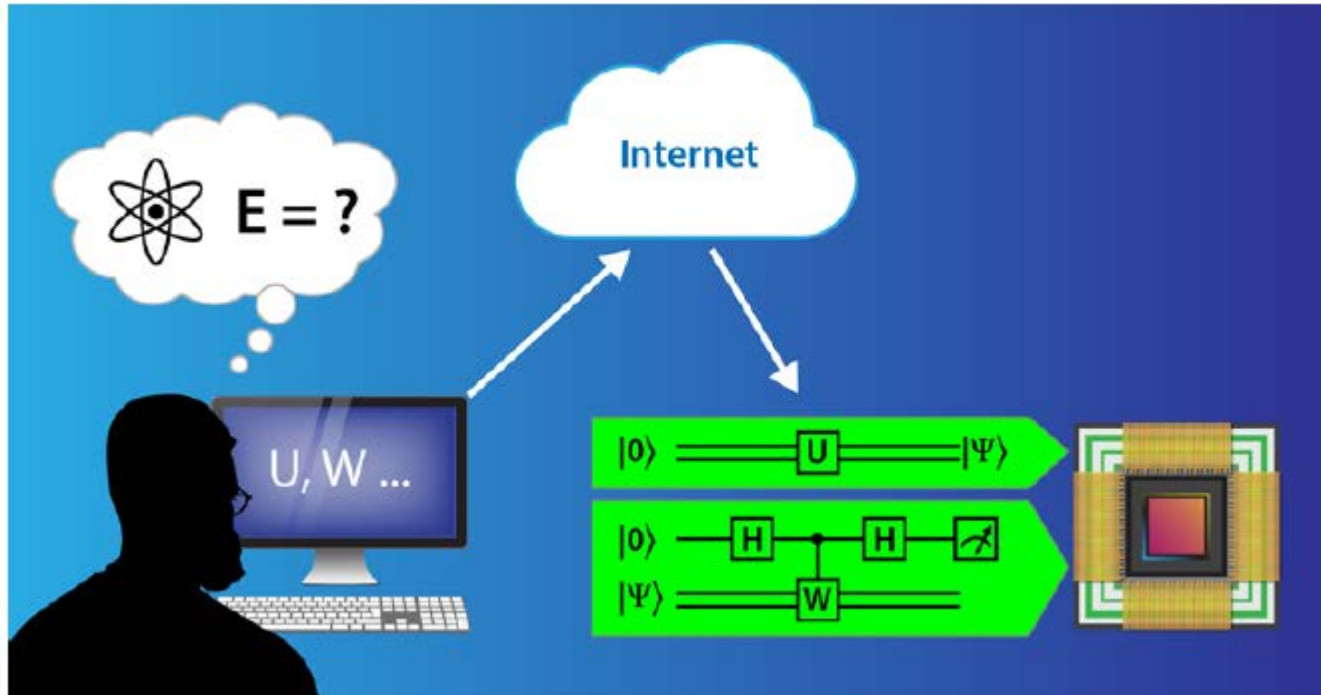 Internet
E = ?
U, W ...
|0⟩ U |Ψ⟩
|0⟩ H H
|Ψ⟩ W